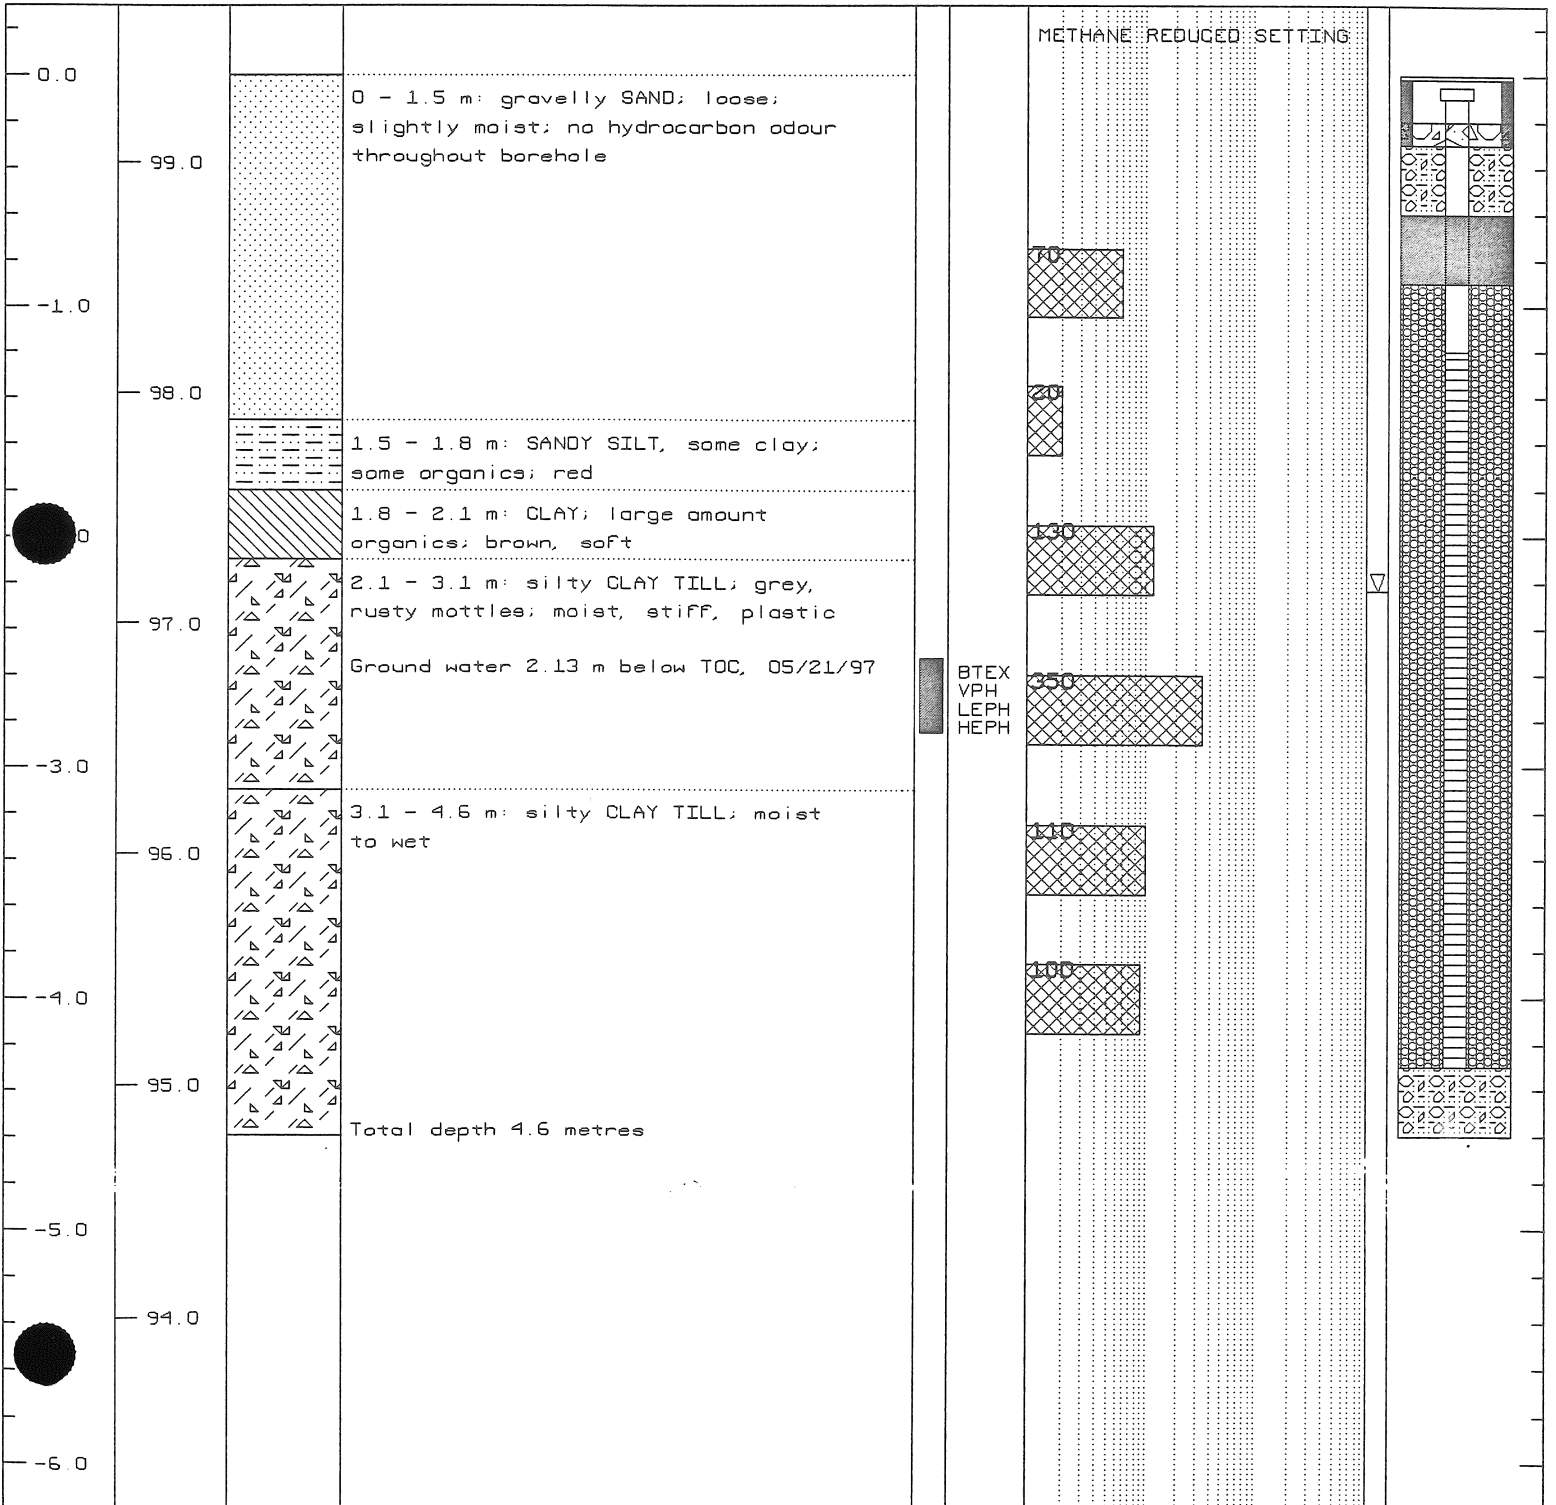 METHANE REDUCED SETTING
0.0
0 - 1.5 m: gravelly SAND; loose;
slightly moist; no hydrocarbon odour
throughout borehole
99.0
70
-1.0
98.0
20
1.5 - 1.8 m: SANDY SILT, some clay;
some organics; red
1.8 - 2.1 m: CLAY; large amount
organics; brown, soft
0
130
2.1 - 3.1 m: silty CLAY TILL; grey,
rusty mottles; moist, stiff, plastic
97.0
Ground water 2.13 m below TOC, 05/21/97
BTEX
VPH
LEPH
HEPH
350
-3.0
3.1 - 4.6 m: silty CLAY TILL; moist
to wet
110
96.0
100
-4.0
95.0
Total depth 4.6 metres
-5.0
94.0
-6.0